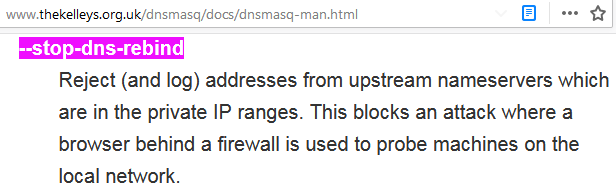 www.thekelleys.org.uk/dnsmasq/docs/dnsmasq-man.html
--stop-dns-rebind
Reject (and log) addresses from upstream nameservers which
are in the private IP ranges. This blocks an attack where a
browser behind a firewall is used to probe machines on the
local network.